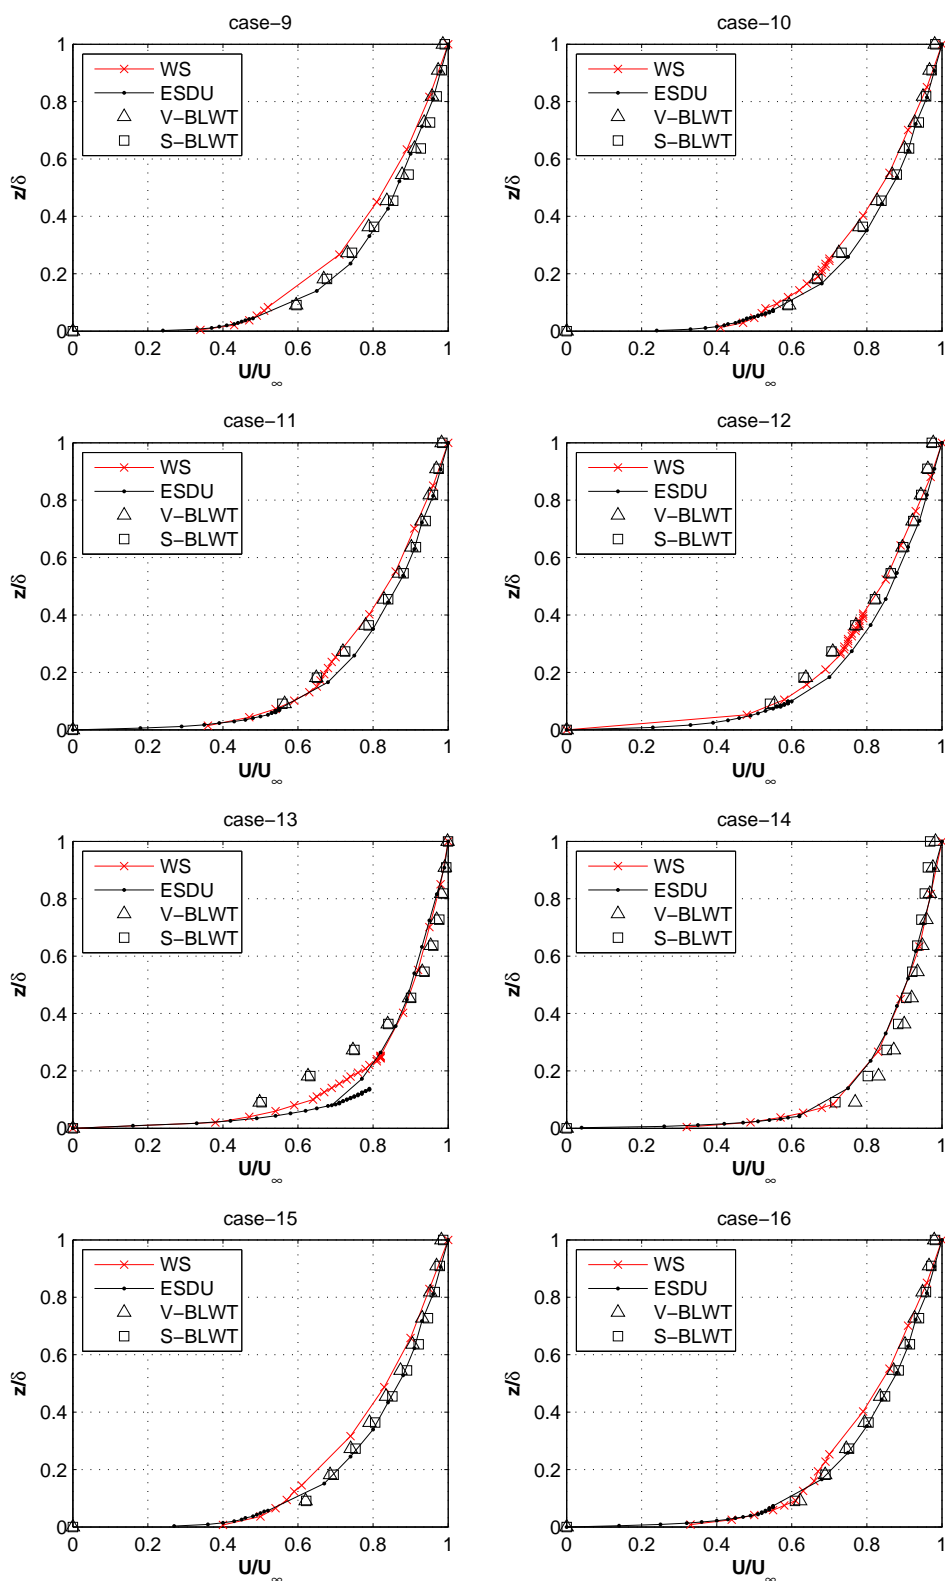 case−9
1
0.8
0.6
0.4
0.2
0
z/δ
WS
ESDU
V−BLWT
S−BLWT
0 0.2 0.4 0.6 0.8 1
U/U∞
case−10
1
0.8
0.6
0.4
0.2
0
z/δ
WS
ESDU
V−BLWT
S−BLWT
0 0.2 0.4 0.6 0.8 1
U/U∞
case−11
1
0.8
0.6
0.4
0.2
0
z/δ
WS
ESDU
V−BLWT
S−BLWT
0 0.2 0.4 0.6 0.8 1
U/U∞
case−12
1
0.8
0.6
0.4
0.2
0
z/δ
WS
ESDU
V−BLWT
S−BLWT
0 0.2 0.4 0.6 0.8 1
U/U∞
case−13
1
0.8
0.6
0.4
0.2
0
z/δ
WS
ESDU
V−BLWT
S−BLWT
0 0.2 0.4 0.6 0.8 1
U/U∞
case−14
1
0.8
0.6
0.4
0.2
0
z/δ
WS
ESDU
V−BLWT
S−BLWT
0 0.2 0.4 0.6 0.8 1
U/U∞
case−15
1
0.8
0.6
0.4
0.2
0
z/δ
WS
ESDU
V−BLWT
S−BLWT
0 0.2 0.4 0.6 0.8 1
U/U∞
case−16
1
0.8
0.6
0.4
0.2
0
z/δ
WS
ESDU
V−BLWT
S−BLWT
0 0.2 0.4 0.6 0.8 1
U/U∞